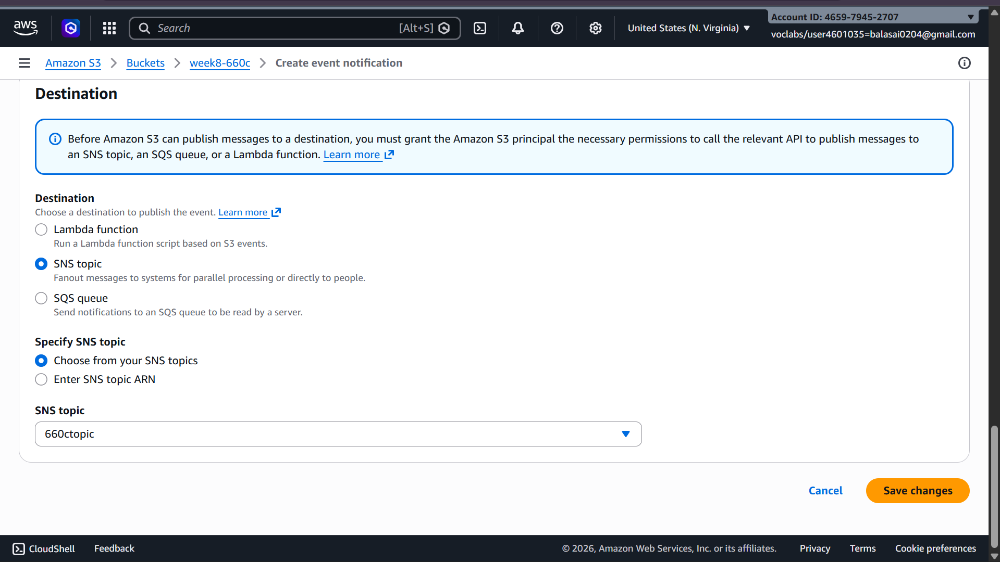 aws
Search [Alt+S]
United States (N. Virginia)
Account ID: 4659-7945-2707
voclabs/user4601035=balasai0204@gmail.com
Amazon S3 > Buckets > week8-660c > Create event notification
Destination
Before Amazon S3 can publish messages to a destination, you must grant the Amazon S3 principal the necessary permissions to call the relevant API to publish messages to
an SNS topic, an SQS queue, or a Lambda function. Learn more
Destination
Choose a destination to publish the event. Learn more
Lambda function
Run a Lambda function script based on S3 events.
SNS topic
Fanout messages to systems for parallel processing or directly to people.
SQS queue
Send notifications to an SQS queue to be read by a server.
Specify SNS topic
Choose from your SNS topics
Enter SNS topic ARN
SNS topic
660ctopic
Cancel Save changes
CloudShell Feedback © 2026, Amazon Web Services, Inc. or its affiliates. Privacy Terms Cookie preferences